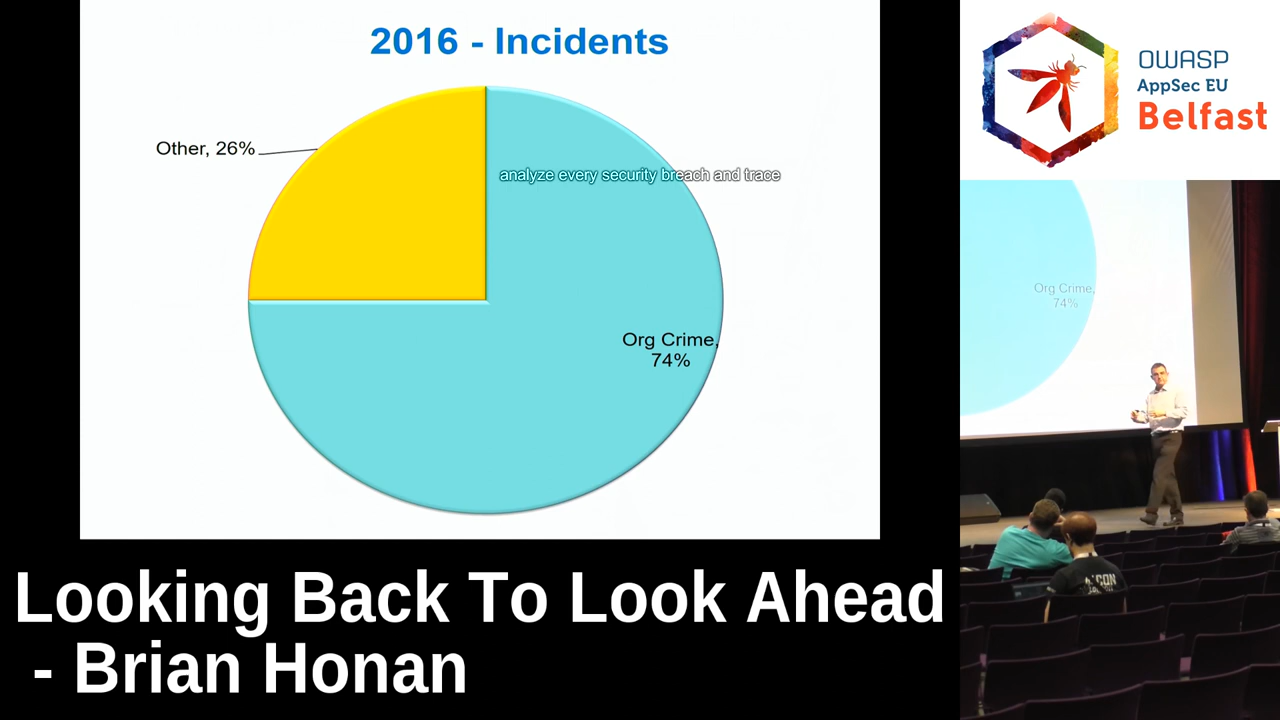 2016 - Incidents
Other, 26%
analyze every security breach and trace
Org Crime,
74%
OWASP
AppSec EU
Belfast
Org Crime,
74%
Looking Back To Look Ahead
- Brian Honan